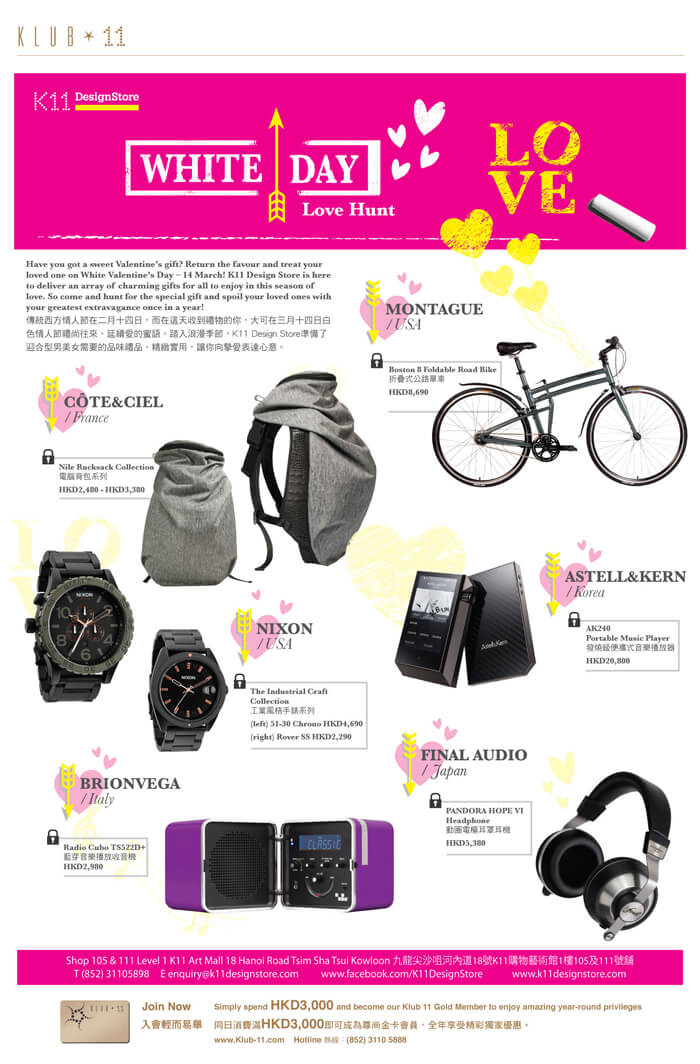 KLUB 11
K11 DesignStore
WHITE DAY
Love Hunt
LO
VE
Have you got a sweet Valentine's gift? Return the favour and treat your
loved one on White Valentine's Day – 14 March! K11 Design Store is here
to deliver an array of charming gifts for all to enjoy in this season of
love. So come and hunt for the special gift and spoil your loved ones with
your greatest extravagance once in a year!
傳統西方情人節在二月十四日，而在這天收到禮物的你，大可在三月十四日白
色情人節禮尚往來，延續愛的蜜語。踏入浪漫季節，K11 Design Store準備了
迎合型男美女需要的品味禮品，精緻實用，讓你向摯愛表達心意。
MONTAGUE
/USA
Boston 8 Foldable Road Bike
折疊式公路單車
HKD8,690
CÔTE&CIEL
/France
Nile Rucksack Collection
電腦背包系列
HKD2,480 - HKD3,380
LO
V
ASTELL&KERN
/Korea
AK240
Portable Music Player
發燒級便攜式音樂播放器
HKD20,800
Astell&Kern
NIXON
NIXON
NIXON
/USA
The Industrial Craft
Collection
工業風格手錶系列
(left) 51-30 Chrono HKD4,690
(right) Rover SS HKD2,290
FINAL AUDIO
/Japan
PANDORA HOPE VI
Headphone
動圈電樞耳罩耳機
HKD5,380
BRIONVEGA
/Italy
Radio Cubo TS522D+
藍芽音樂播放收音機
HKD2,980
CLASSIC
Shop 105 & 111 Level 1 K11 Art Mall 18 Hanoi Road Tsim Sha Tsui Kowloon 九龍尖沙咀河內道18號K11購物藝術館1樓105及111號舖
T (852) 31105898 E enquiry@k11designstore.com www.facebook.com/K11DesignStore www.k11designstore.com
KLUB 11
Join Now
入會輕而易舉
Simply spend HKD3,000 and become our Klub 11 Gold Member to enjoy amazing year-round privileges
同日消費滿HKD3,000即可成為尊尚金卡會員，全年享受精彩獨家優惠。
www.Klub-11.com Hotline 熱線：(852) 3110 5888